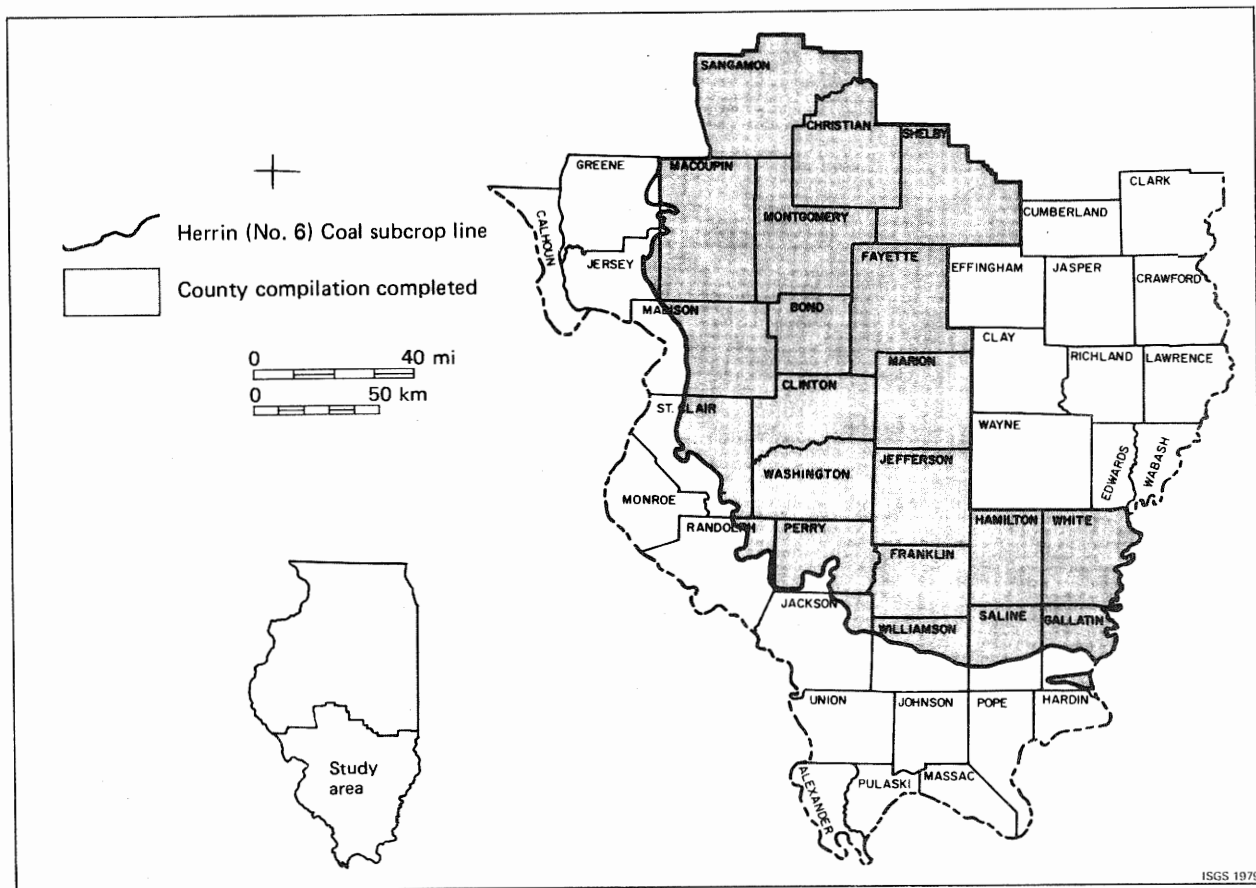 SANGAMON
CHRISTIAN
SHELBY
GREENE
MACOUPIN
CLARK
CALHOUN
MONTGOMERY
CUMBERLAND
Herrin (No. 6) Coal subcrop line
JERSEY
FAYETTE
EFFINGHAM
JASPER
CRAWFORD
County compilation completed
MADISON
BOND
CLAY
0 40 mi
MARION
RICHLAND
LAWRENCE
0 50 km
CLINTON
ST. CLAIR
WAYNE
EDWARDS
WABASH
WASHINGTON
JEFFERSON
MONROE
RANDOLPH
PERRY
HAMILTON
WHITE
FRANKLIN
JACKSON
WILLIAMSON
SALINE
GALLATIN
UNION
JOHNSON
POPE
HARDIN
Study
area
ALEXANDER
PULASKI
MASSAC
ISGS 1979